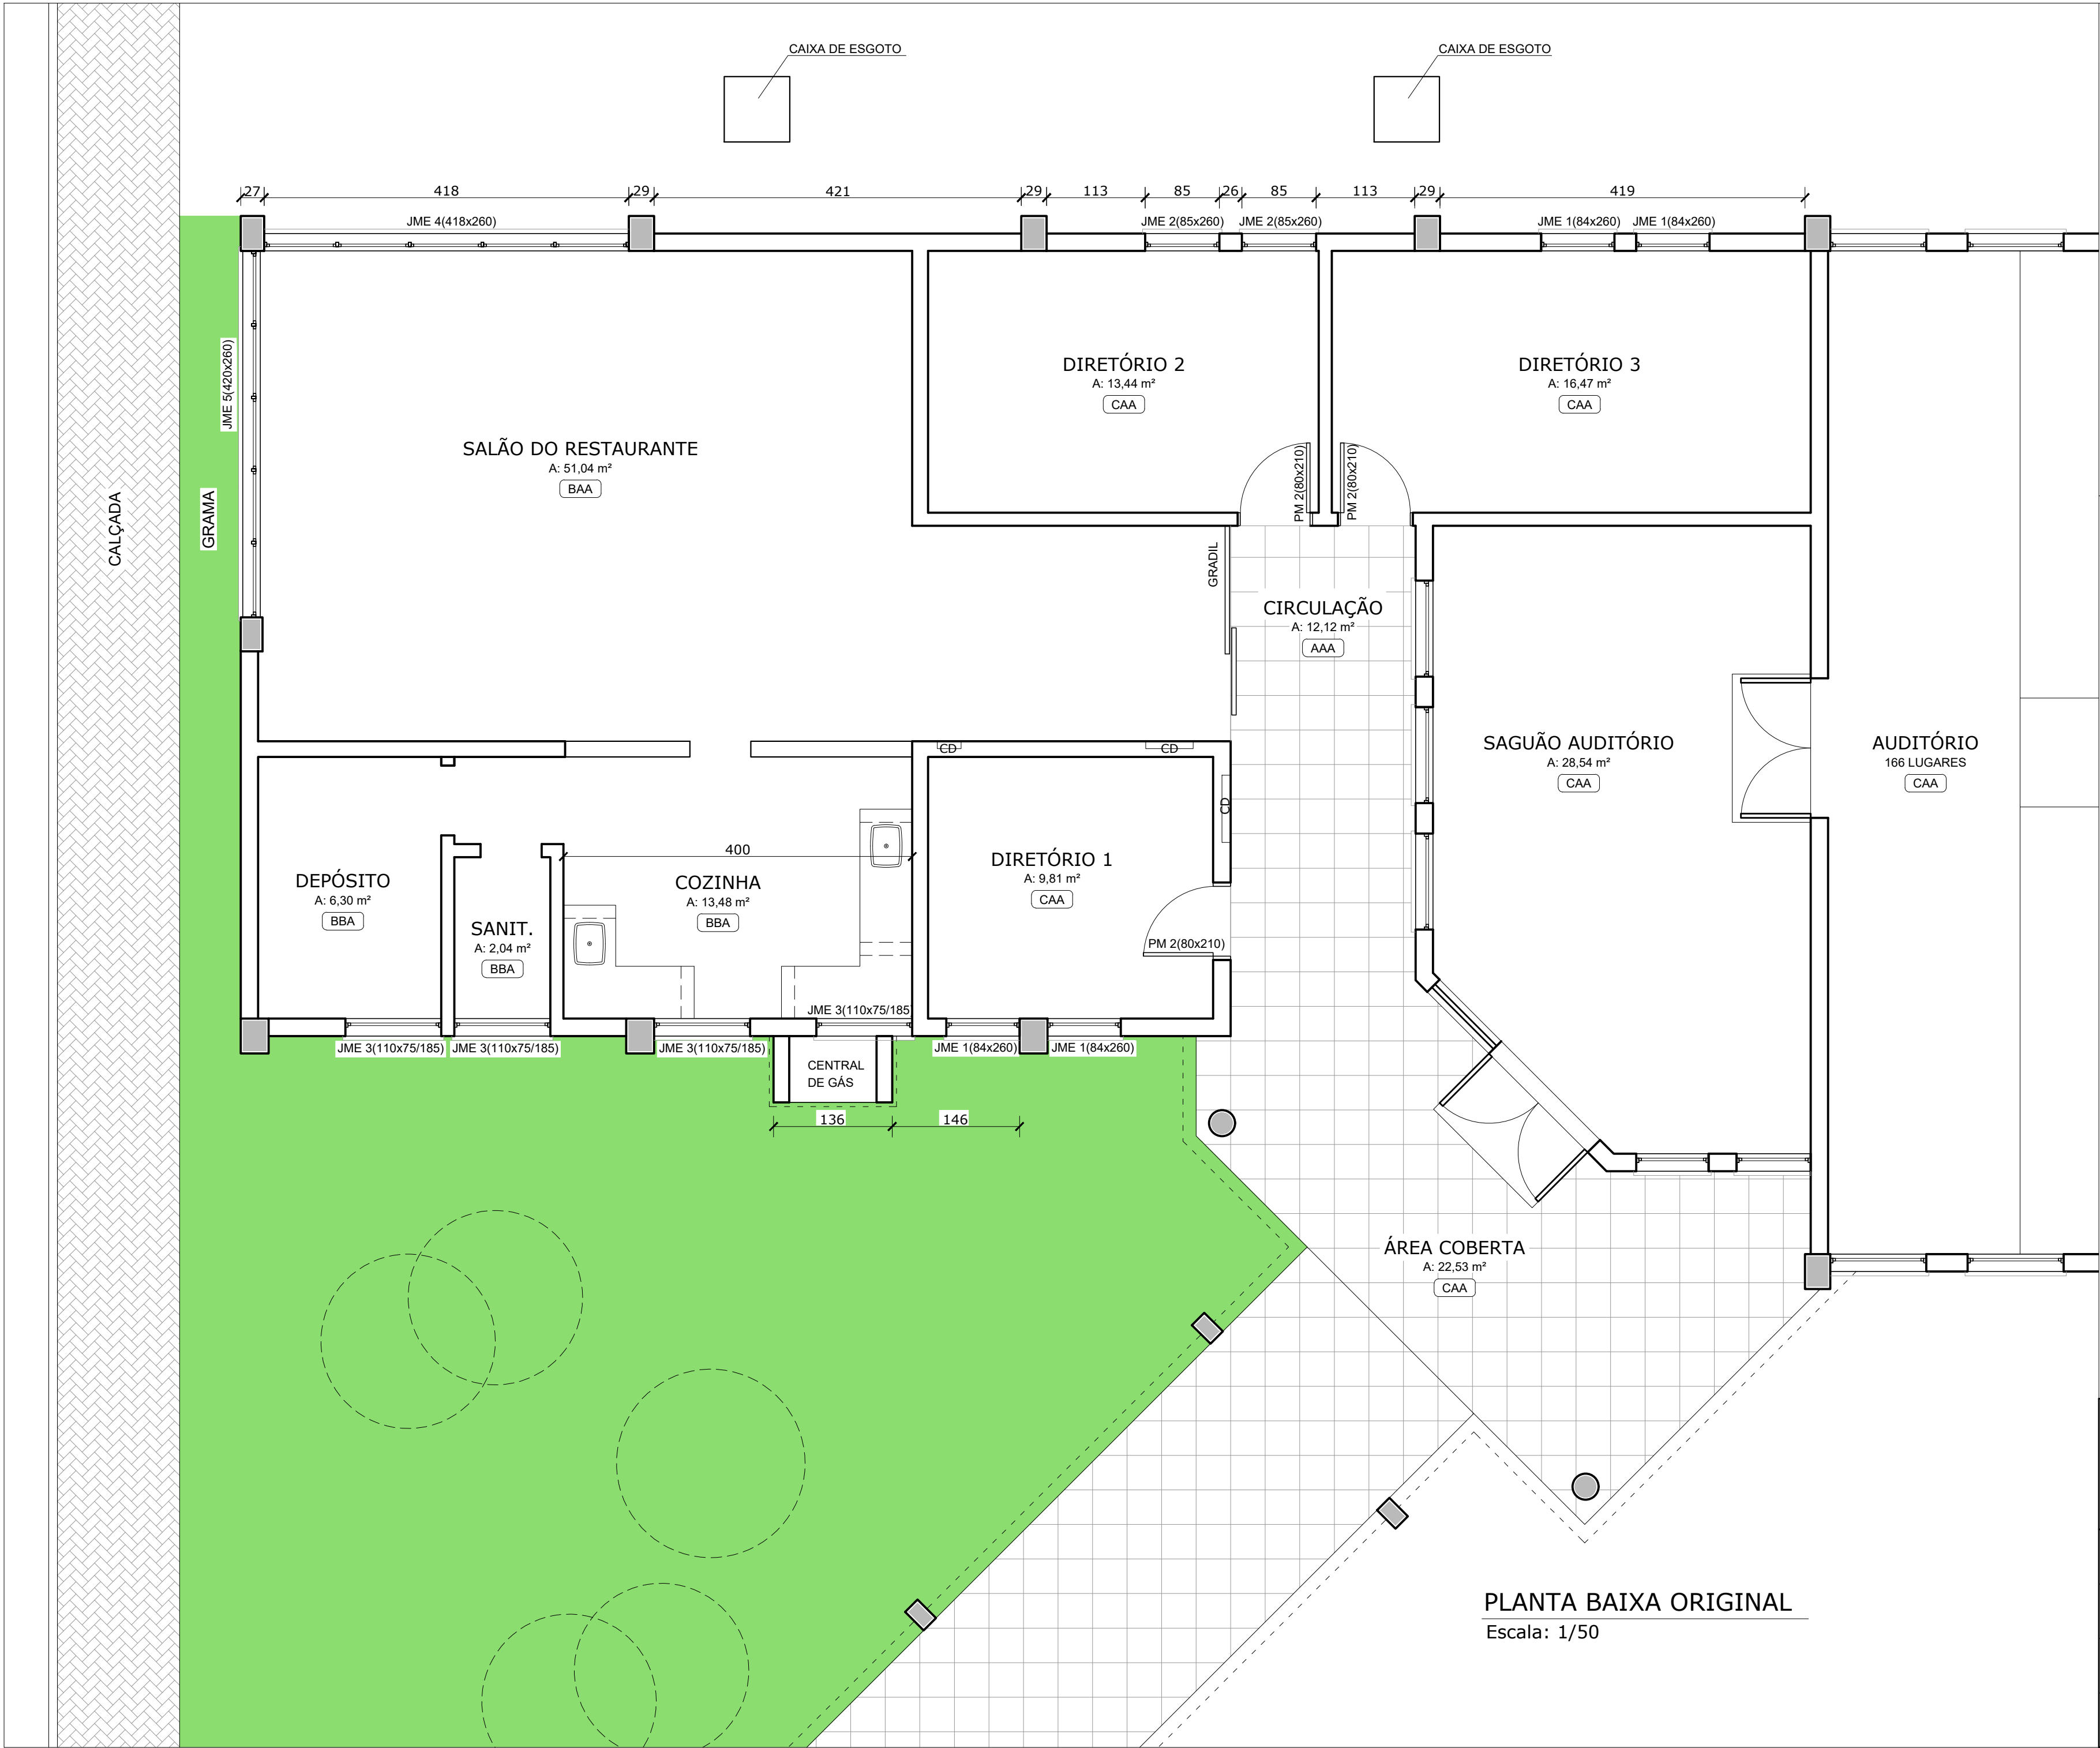 CAIXA DE ESGOTO
CAIXA DE ESGOTO
27
418
29
421
29
113
85
26
85
113
29
419
JME 4(418x260)
JME 2(85x260)
JME 2(85x260)
JME 1(84x260)
JME 1(84x260)
JME 5(420x260)
CALÇADA
GRAMA
SALÃO DO RESTAURANTE
A: 51,04 m²
BAA
DIRETÓRIO 2
A: 13,44 m²
CAA
DIRETÓRIO 3
A: 16,47 m²
CAA
PM 2(80x210)
PM 2(80x210)
GRADIL
CIRCULAÇÃO
A: 12,12 m²
AAA
SAGUÃO AUDITÓRIO
A: 28,54 m²
CAA
AUDITÓRIO
166 LUGARES
CAA
CD
CD
CD
DEPÓSITO
A: 6,30 m²
BBA
SANIT.
A: 2,04 m²
BBA
400
COZINHA
A: 13,48 m²
BBA
DIRETÓRIO 1
A: 9,81 m²
CAA
PM 2(80x210)
JME 3(110x75/185)
JME 3(110x75/185)
JME 3(110x75/185)
JME 3(110x75/185)
JME 1(84x260)
JME 1(84x260)
CENTRAL
DE GÁS
136
146
ÁREA COBERTA
A: 22,53 m²
CAA
PLANTA BAIXA ORIGINAL
Escala: 1/50